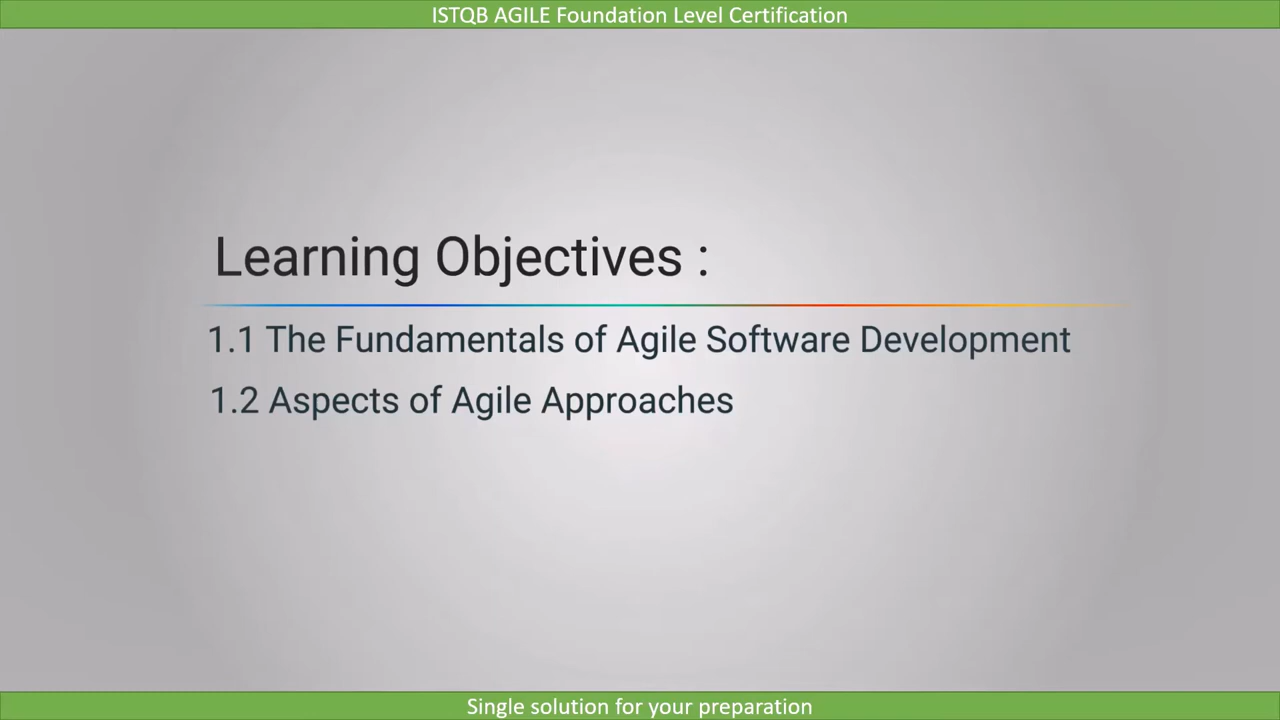 ISTQB AGILE Foundation Level Certification
Learning Objectives :
1.1 The Fundamentals of Agile Software Development
1.2 Aspects of Agile Approaches
Single solution for your preparation